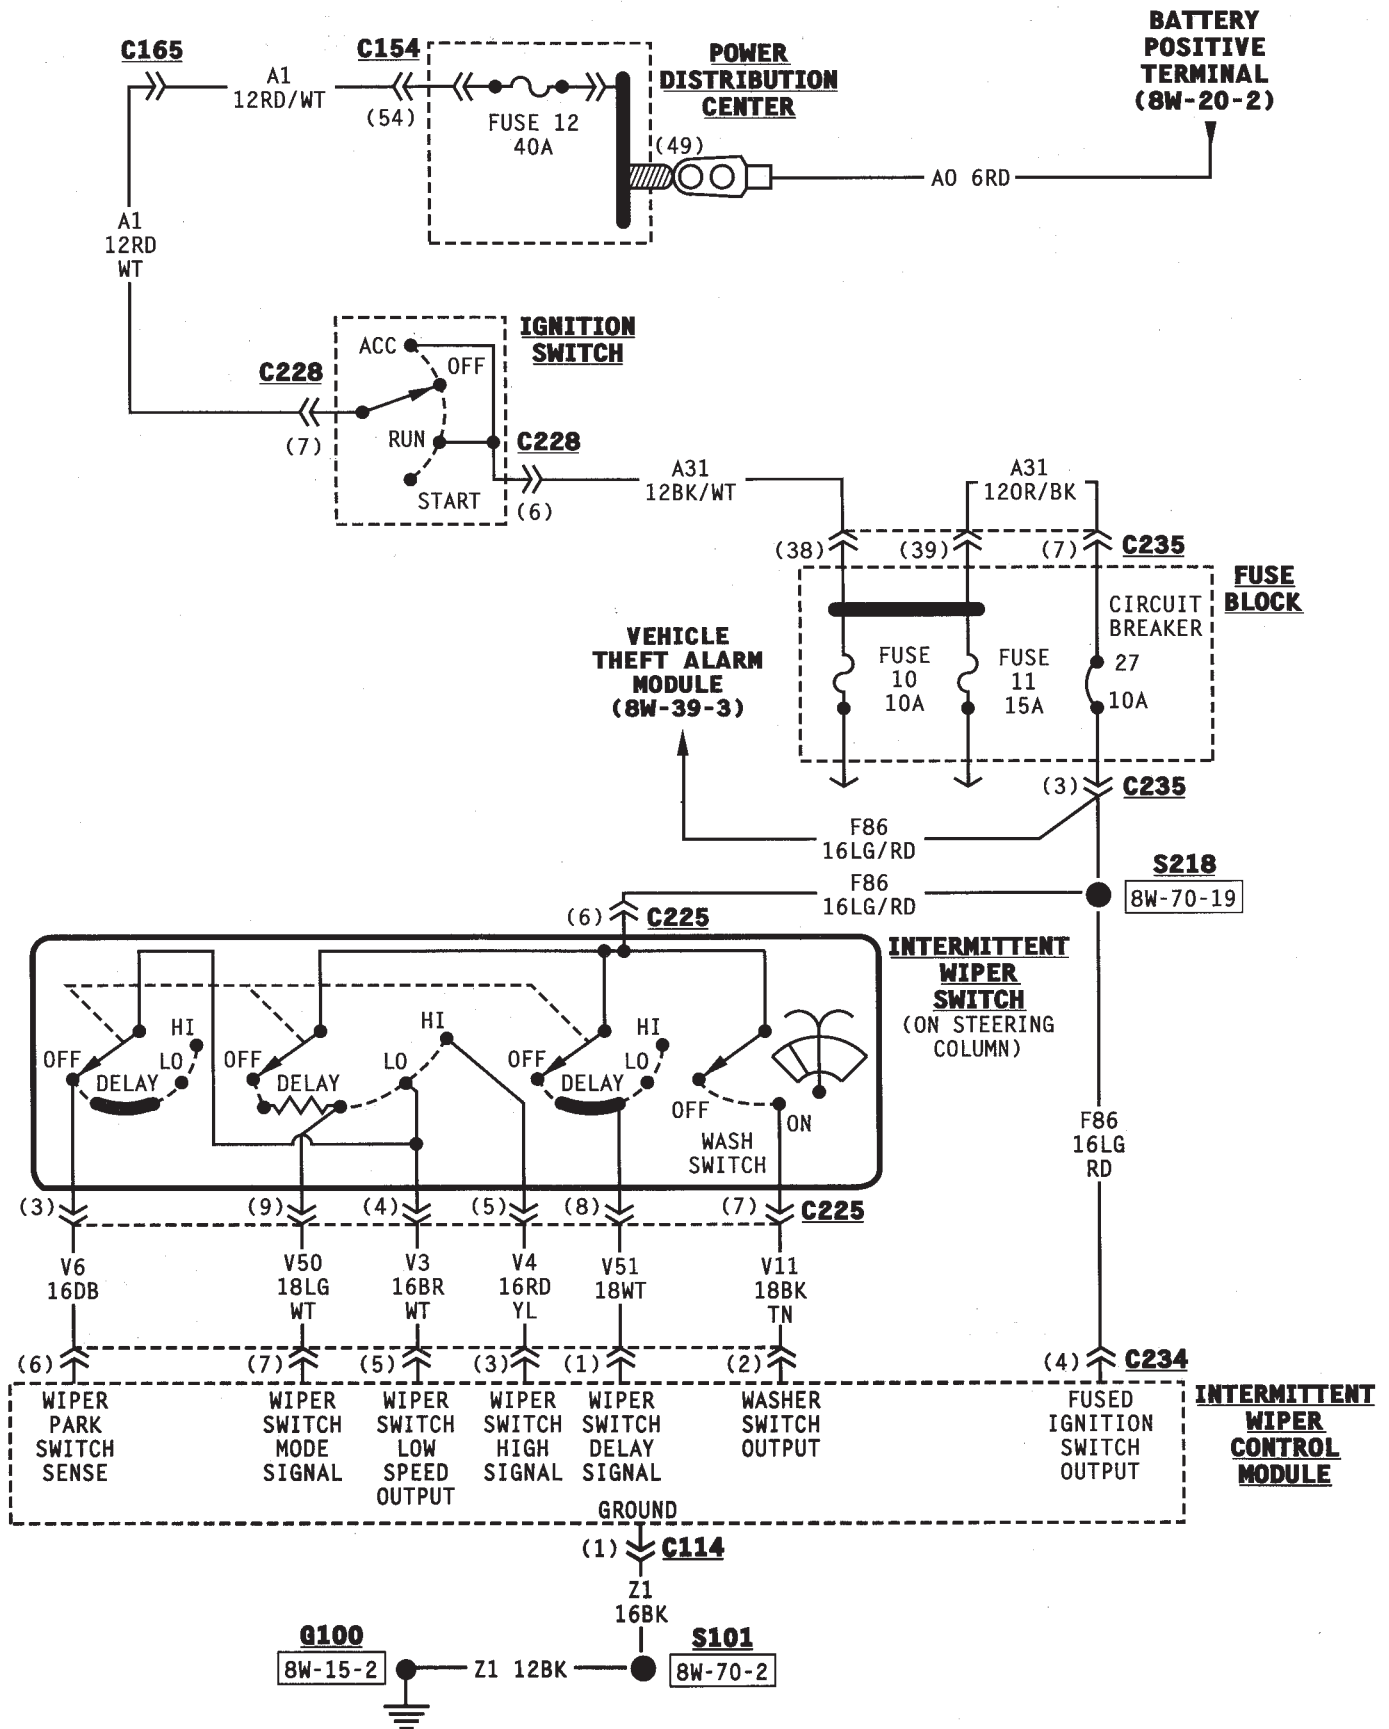 BATTERY
POSITIVE
TERMINAL
(8W-20-2)
C165
A1
12RD/WT
C154
(54)
FUSE 12
40A
POWER
DISTRIBUTION
CENTER
(49)
A0 6RD
A1
12RD
WT
IGNITION
SWITCH
ACC
OFF
RUN
START
C228
(7)
C228
(6)
A31
12BK/WT
A31
12OR/BK
(38)
(39)
(7)
C235
FUSE
BLOCK
CIRCUIT
BREAKER
27
10A
FUSE
10
10A
FUSE
11
15A
VEHICLE
THEFT ALARM
MODULE
(8W-39-3)
(3)
C235
F86
16LG/RD
S218
8W-70-19
F86
16LG/RD
(6)
C225
INTERMITTENT
WIPER
SWITCH
(ON STEERING
COLUMN)
OFF
DELAY
LO
HI
OFF
DELAY
LO
HI
OFF
DELAY
LO
HI
OFF
ON
WASH
SWITCH
F86
16LG
RD
(3)
(9)
(4)
(5)
(8)
(7)
C225
V6
16DB
V50
18LG
WT
V3
16BR
WT
V4
16RD
YL
V51
18WT
V11
18BK
TN
(6)
(7)
(5)
(3)
(1)
(2)
(4)
C234
WIPER
PARK
SWITCH
SENSE
WIPER
SWITCH
MODE
SIGNAL
WIPER
SWITCH
LOW
SPEED
OUTPUT
WIPER
SWITCH
HIGH
SIGNAL
WIPER
SWITCH
DELAY
SIGNAL
WASHER
SWITCH
OUTPUT
FUSED
IGNITION
SWITCH
OUTPUT
INTERMITTENT
WIPER
CONTROL
MODULE
GROUND
(1)
C114
Z1
16BK
G100
8W-15-2
Z1 12BK
S101
8W-70-2